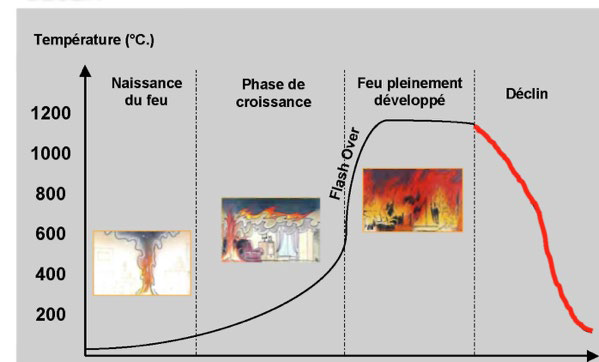 Température (°C.)
Naissance
du feu
Phase de
croissance
Feu pleinement
développé
Déclin
Flash Over
1200
1000
800
600
400
200